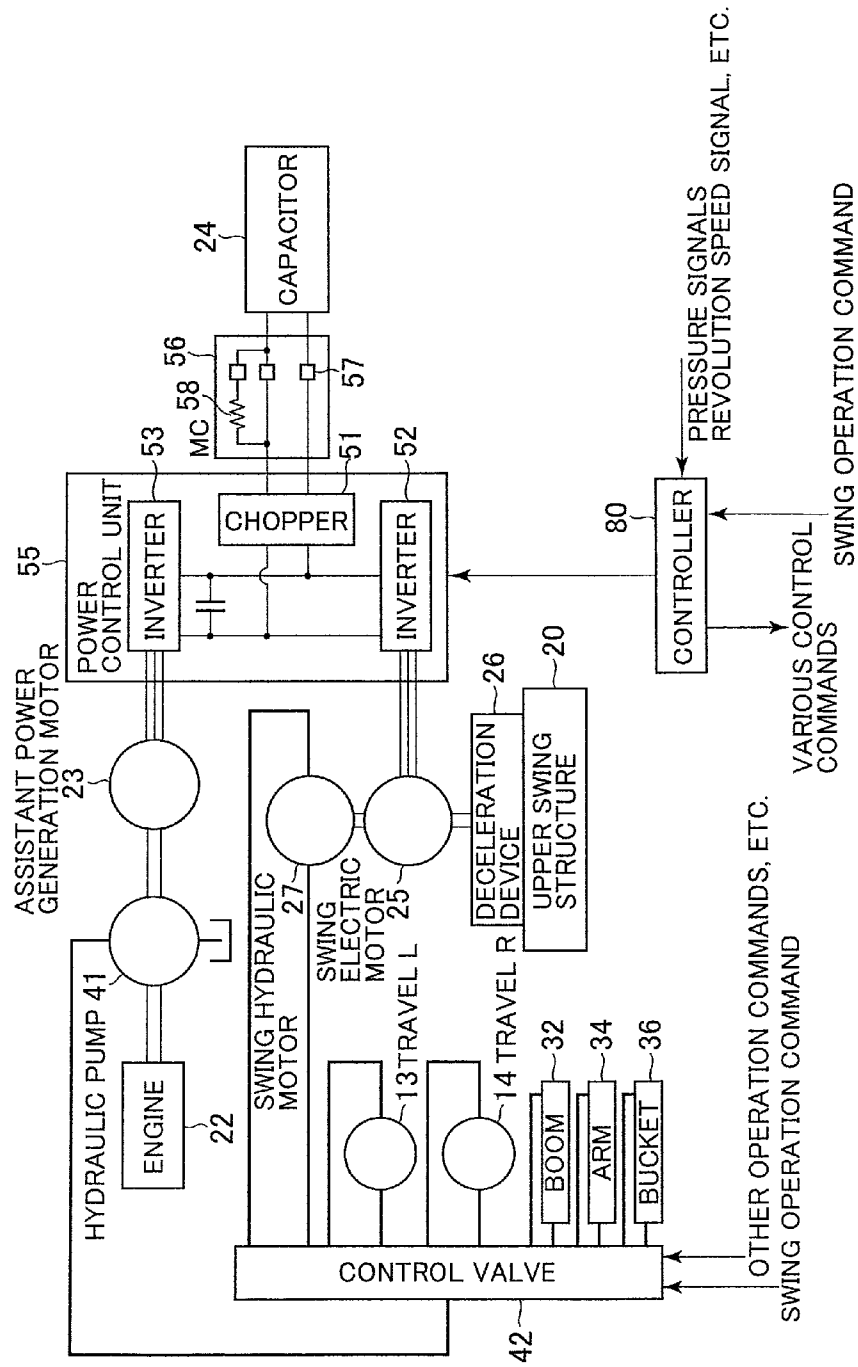 ASSISTANT POWER
GENERATION MOTOR
23
HYDRAULIC PUMP 41
ENGINE
22
55
POWER
CONTROL UNIT
INVERTER
53
CHOPPER
51
INVERTER
52
MC
58
56
57
24
CAPACITOR
SWING HYDRAULIC
MOTOR
27
SWING
ELECTRIC
MOTOR
25
DECELERATION
DEVICE
26
UPPER SWING
STRUCTURE
20
13 TRAVEL L
14 TRAVEL R
BOOM
32
ARM
34
BUCKET
36
CONTROL VALVE
42
OTHER OPERATION COMMANDS, ETC.
SWING OPERATION COMMAND
80
CONTROLLER
PRESSURE SIGNALS
REVOLUTION SPEED SIGNAL, ETC.
SWING OPERATION COMMAND
VARIOUS CONTROL
COMMANDS